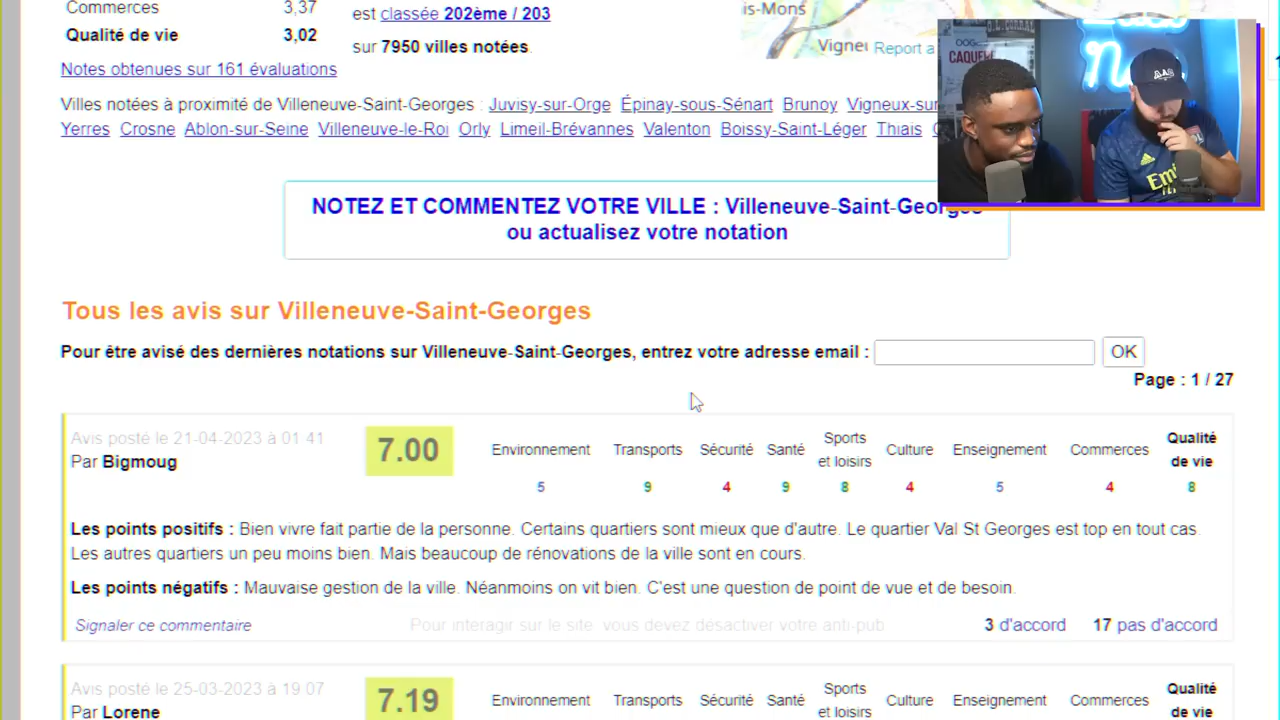 Commerces 3,37
Qualité de vie 3,02
est classée 202ème / 203
sur 7950 villes notées.
Notes obtenues sur 161 évaluations
is-Mons
Vigneu Report a
Villes notées à proximité de Villeneuve-Saint-Georges : Juvisy-sur-Orge Épinay-sous-Sénart Brunoy Vigneux-sur
Yerres Crosne Ablon-sur-Seine Villeneuve-le-Roi Orly Limeil-Brévannes Valenton Boissy-Saint-Léger Thiais
CAQUE
NOTEZ ET COMMENTEZ VOTRE VILLE : Villeneuve-Saint-Georges
ou actualisez votre notation
Tous les avis sur Villeneuve-Saint-Georges
Pour être avisé des dernières notations sur Villeneuve-Saint-Georges, entrez votre adresse email : OK
Page : 1 / 27
Avis posté le 21-04-2023 à 01 41
Par Bigmoug
7.00
Environnement Transports Sécurité Santé Sports et loisirs Culture Enseignement Commerces Qualité de vie
5 9 4 9 8 4 5 4 8
Les points positifs : Bien vivre fait partie de la personne. Certains quartiers sont mieux que d'autre. Le quartier Val St Georges est top en tout cas.
Les autres quartiers un peu moins bien. Mais beaucoup de rénovations de la ville sont en cours.
Les points négatifs : Mauvaise gestion de la ville. Néanmoins on vit bien. C'est une question de point de vue et de besoin.
Signaler ce commentaire Pour interagir sur le site vous devez désactiver votre anti-pub 3 d'accord 17 pas d'accord
Avis posté le 25-03-2023 à 19 07
Par Lorene
7.19
Environnement Transports Sécurité Santé Sports et loisirs Culture Enseignement Commerces Qualité de vie